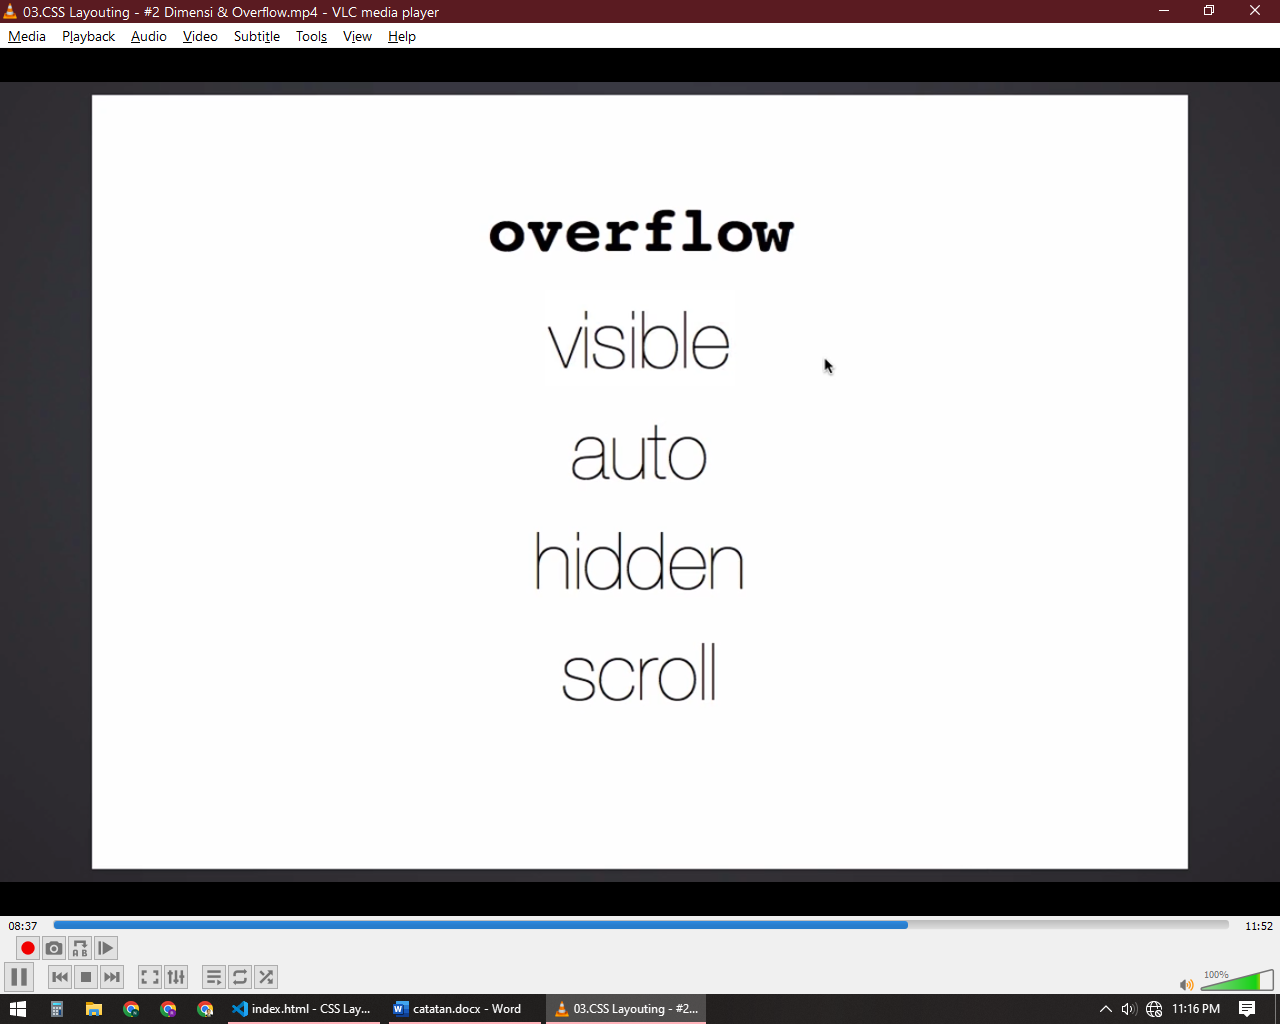 03.CSS Layouting - #2 Dimensi & Overflow.mp4 - VLC media player
Media Playback Audio Video Subtitle Tools View Help
overflow
visible
auto
hidden
scroll
08:37
11:52
A B
100%
index.html - CSS Lay...
catatan.docx - Word
03.CSS Layouting - #2...
11:16 PM